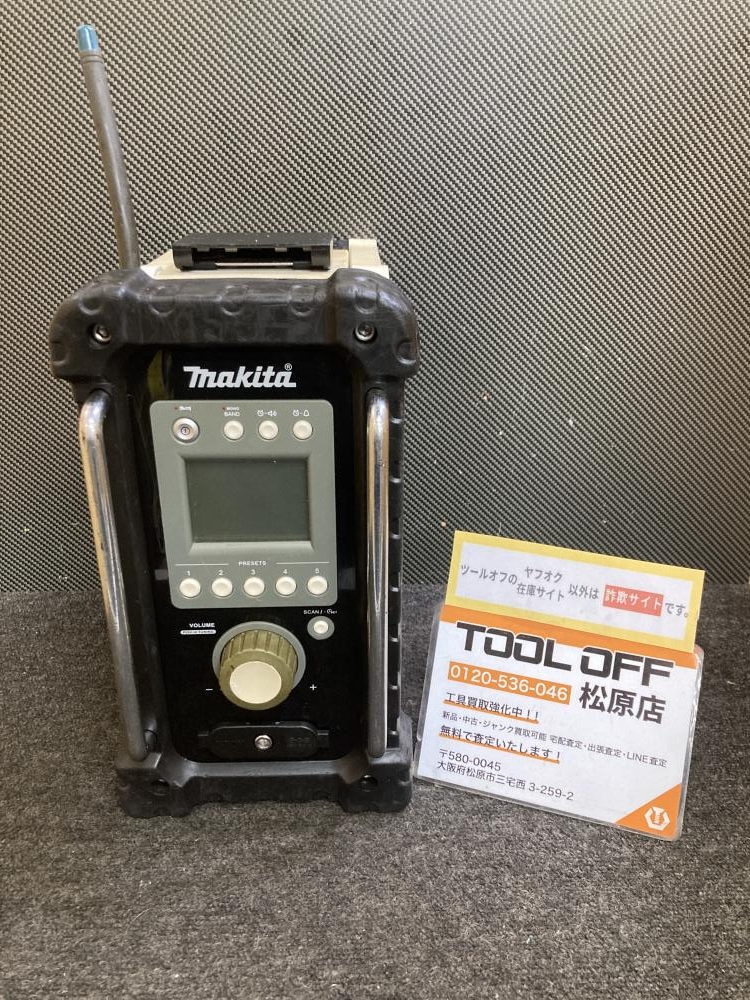 makita®
MONO
BAND
PRESETS
1 2 3 4 5
SCAN /
VOLUME
− +
ツールオフの ヤフオク 在庫サイト 以外は 詐欺サイトです。
TOOL OFF
0120-536-046 松原店
工具買取強化中!!
新品・中古・ジャンク買取可能 宅配査定・出張査定・LINE査定
無料で査定いたします!
〒580-0045
大阪府松原市三宅西 3-259-2